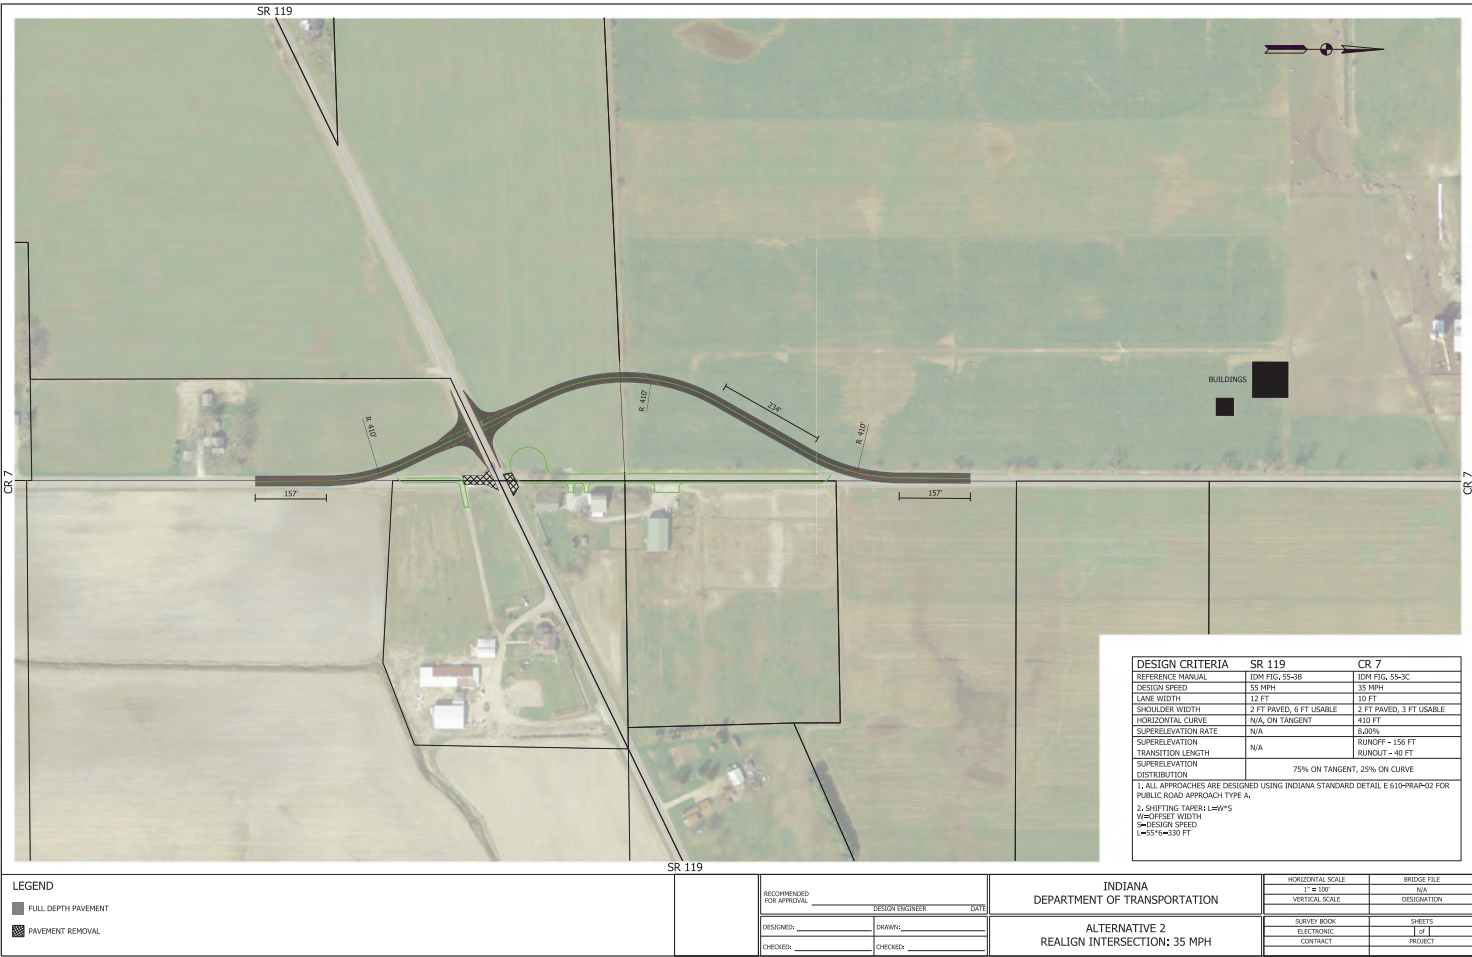 SR 119
BUILDINGS
R 410'
R 410'
234'
R 410'
CR 7
CR 7
157'
157'
DESIGN CRITERIA SR 119 CR 7
REFERENCE MANUAL IDM FIG. 55-3B IDM FIG. 55-3C
DESIGN SPEED 55 MPH 35 MPH
LANE WIDTH 12 FT 10 FT
SHOULDER WIDTH 2 FT PAVED, 6 FT USABLE 2 FT PAVED, 3 FT USABLE
HORIZONTAL CURVE N/A, ON TANGENT 410 FT
SUPERELEVATION RATE N/A 8.00%
SUPERELEVATION
TRANSITION LENGTH
N/A
RUNOFF - 156 FT
RUNOUT - 40 FT
SUPERELEVATION
DISTRIBUTION
75% ON TANGENT, 25% ON CURVE
1. ALL APPROACHES ARE DESIGNED USING INDIANA STANDARD DETAIL E 610-PRAP-02 FOR
PUBLIC ROAD APPROACH TYPE A.
2. SHIFTING TAPER: L=W*S
W=OFFSET WIDTH
S=DESIGN SPEED
L=55*6=330 FT
SR 119
LEGEND
FULL DEPTH PAVEMENT
PAVEMENT REMOVAL
RECOMMENDED
FOR APPROVAL
DESIGN ENGINEER DATE
DESIGNED: DRAWN:
CHECKED: CHECKED:
INDIANA
DEPARTMENT OF TRANSPORTATION
ALTERNATIVE 2
REALIGN INTERSECTION: 35 MPH
HORIZONTAL SCALE BRIDGE FILE
1" = 100' N/A
VERTICAL SCALE DESIGNATION
SURVEY BOOK SHEETS
ELECTRONIC of
CONTRACT PROJECT